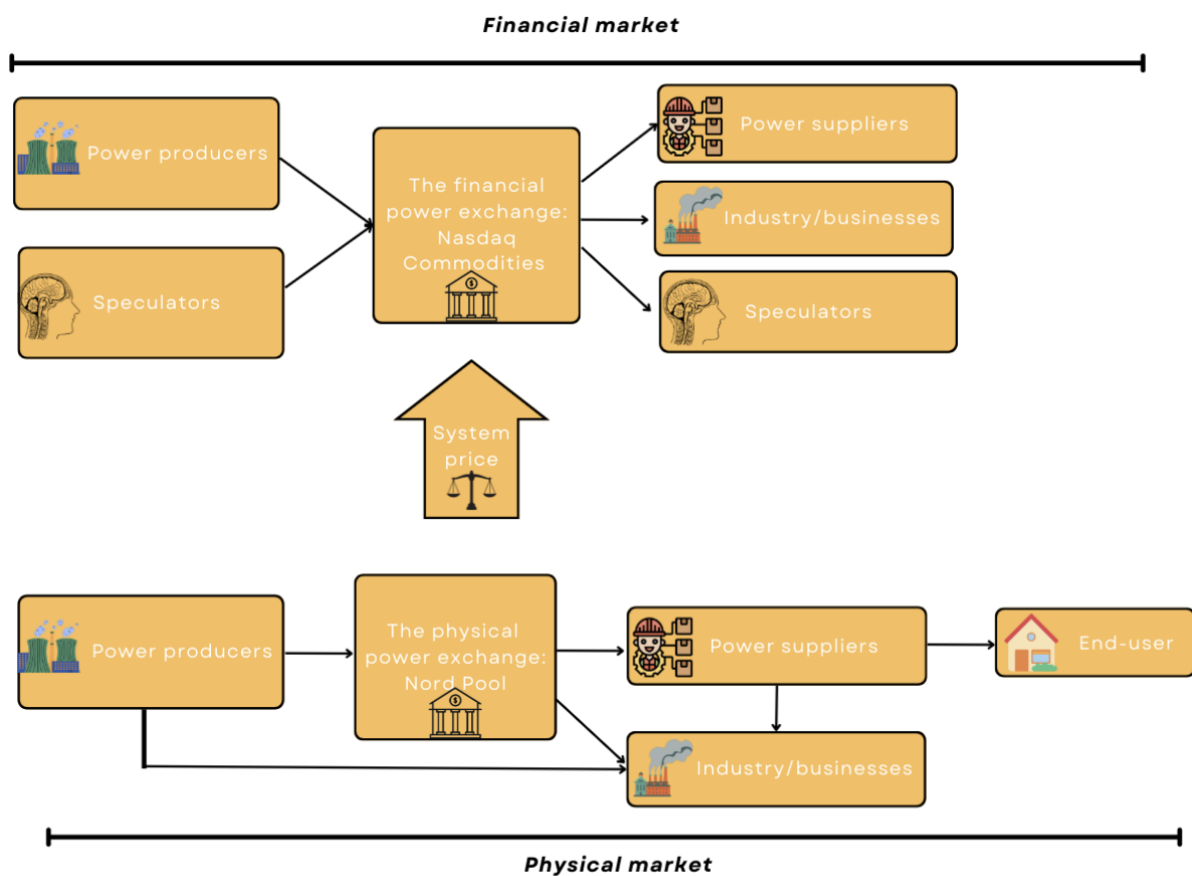 Financial market
Power producers
Speculators
The financial
power exchange:
Nasdaq
Commodities
Power suppliers
Industry/businesses
Speculators
System
price
Power producers
The physical
power exchange:
Nord Pool
Power suppliers
End-user
Industry/businesses
Physical market